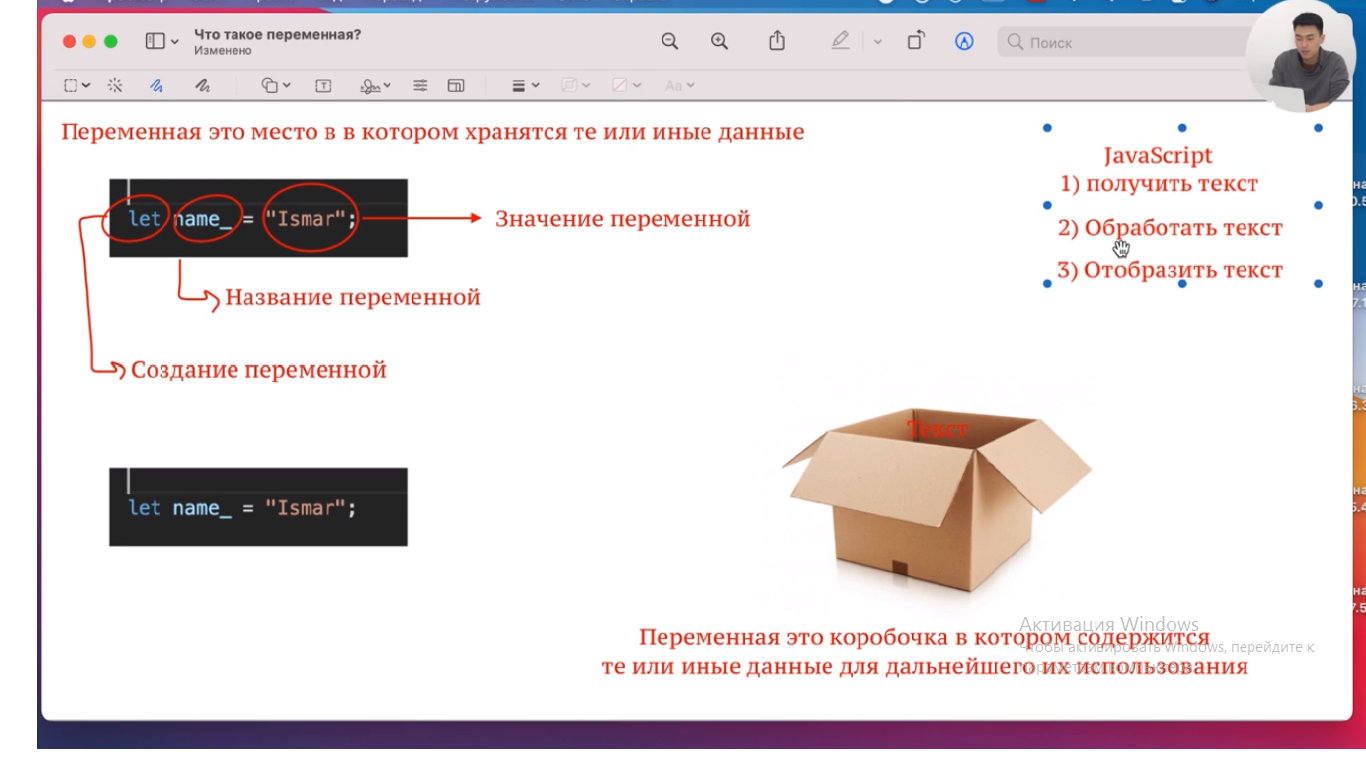 Что такое переменная?
Изменено
Поиск
Aa
Переменная это место в в котором хранятся те или иные данные
JavaScript
1) получить текст
2) Обработать текст
3) Отобразить текст
let name_ = "Ismar";
Значение переменной
Название переменной
Создание переменной
Текст
let name_ = "Ismar";
Активация Windows
Чтобы активировать Windows, перейдите к
Переменная это коробочка в котором содержится
те или иные данные для дальнейшего их использования